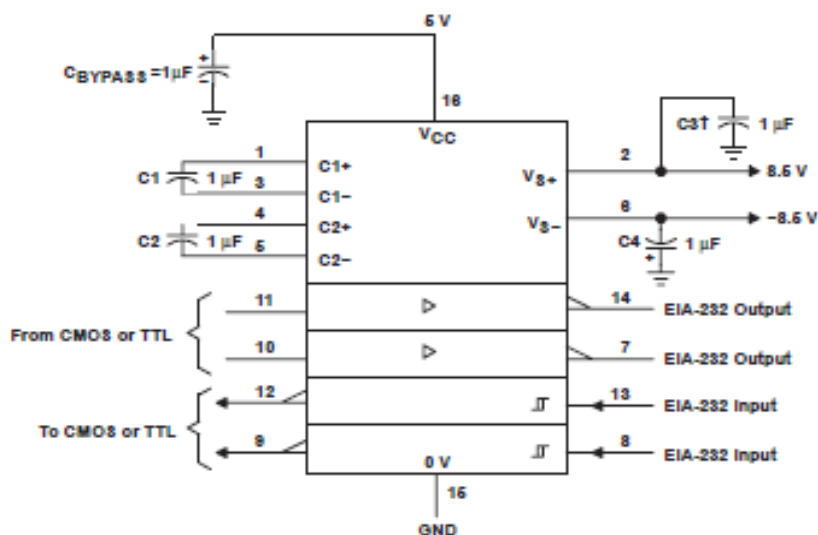 5 V
CBYPASS =1µF
+
−
16
VCC
1
C1+
C1
1 µF
3
C1−
4
C2+
C2
1 µF
5
C2−
C3†
1 µF
2
VS+
8.5 V
6
VS−
−8.5 V
C4
+
1 µF
From CMOS or TTL
11
14
EIA-232 Output
10
7
EIA-232 Output
To CMOS or TTL
12
13
EIA-232 Input
9
8
EIA-232 Input
0 V
15
GND